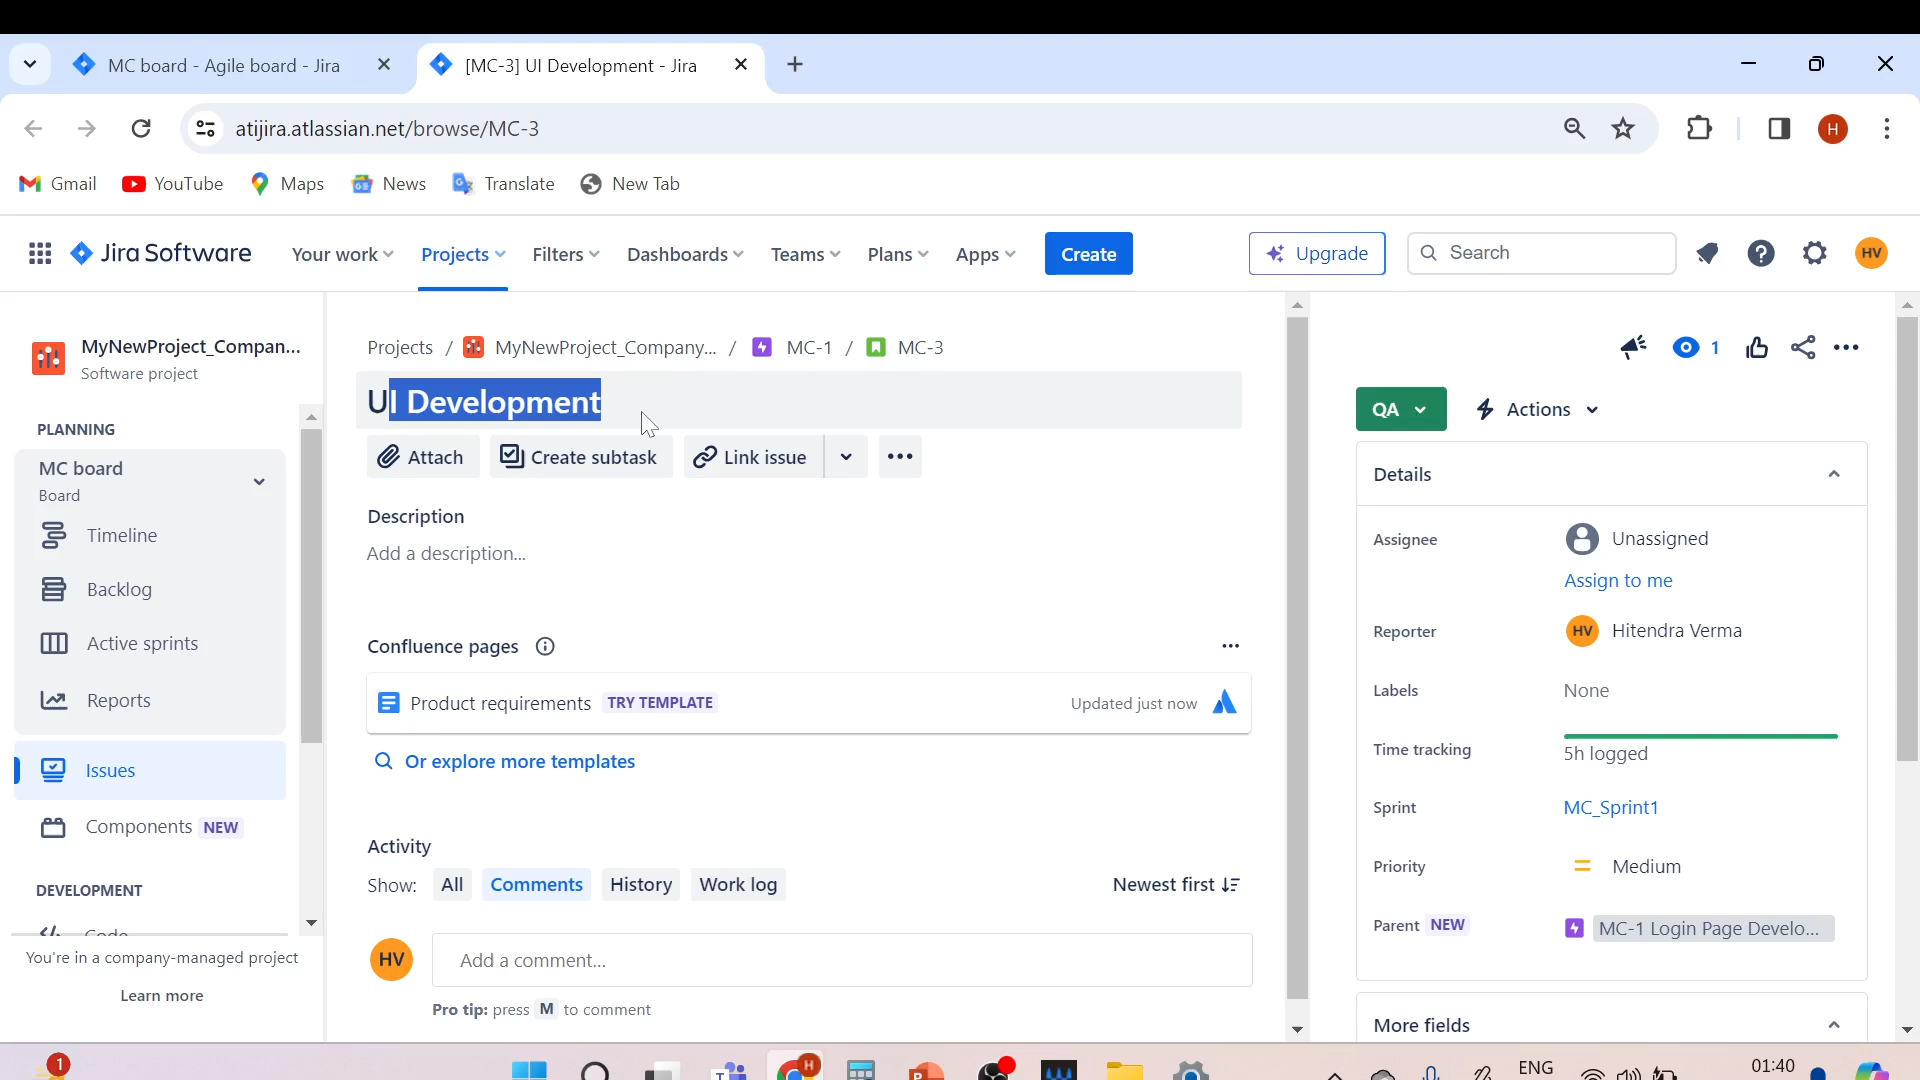 MC board - Agile board - Jira
[MC-3] UI Development - Jira
atijira.atlassian.net/browse/MC-3
H
Gmail
YouTube
Maps
News
Translate
New Tab
Jira Software
Your work
Projects
Filters
Dashboards
Teams
Plans
Apps
Create
Upgrade
Search
HV
MyNewProject_Compan...
Software project
PLANNING
MC board
Board
Timeline
Backlog
Active sprints
Reports
Issues
Components NEW
DEVELOPMENT
Code
You're in a company-managed project
Learn more
Projects / MyNewProject_Company... / MC-1 / MC-3
UI Development
Attach
Create subtask
Link issue
Description
Add a description...
Confluence pages
Product requirements TRY TEMPLATE
Updated just now
Or explore more templates
Activity
Show: All Comments History Work log
Newest first
HV
Add a comment...
Pro tip: press M to comment
1
QA
Actions
Details
Assignee
Unassigned
Assign to me
Reporter
HV Hitendra Verma
Labels
None
Time tracking
5h logged
Sprint
MC_Sprint1
Priority
Medium
Parent NEW
MC-1 Login Page Develo...
More fields
1
H
ENG
01:40